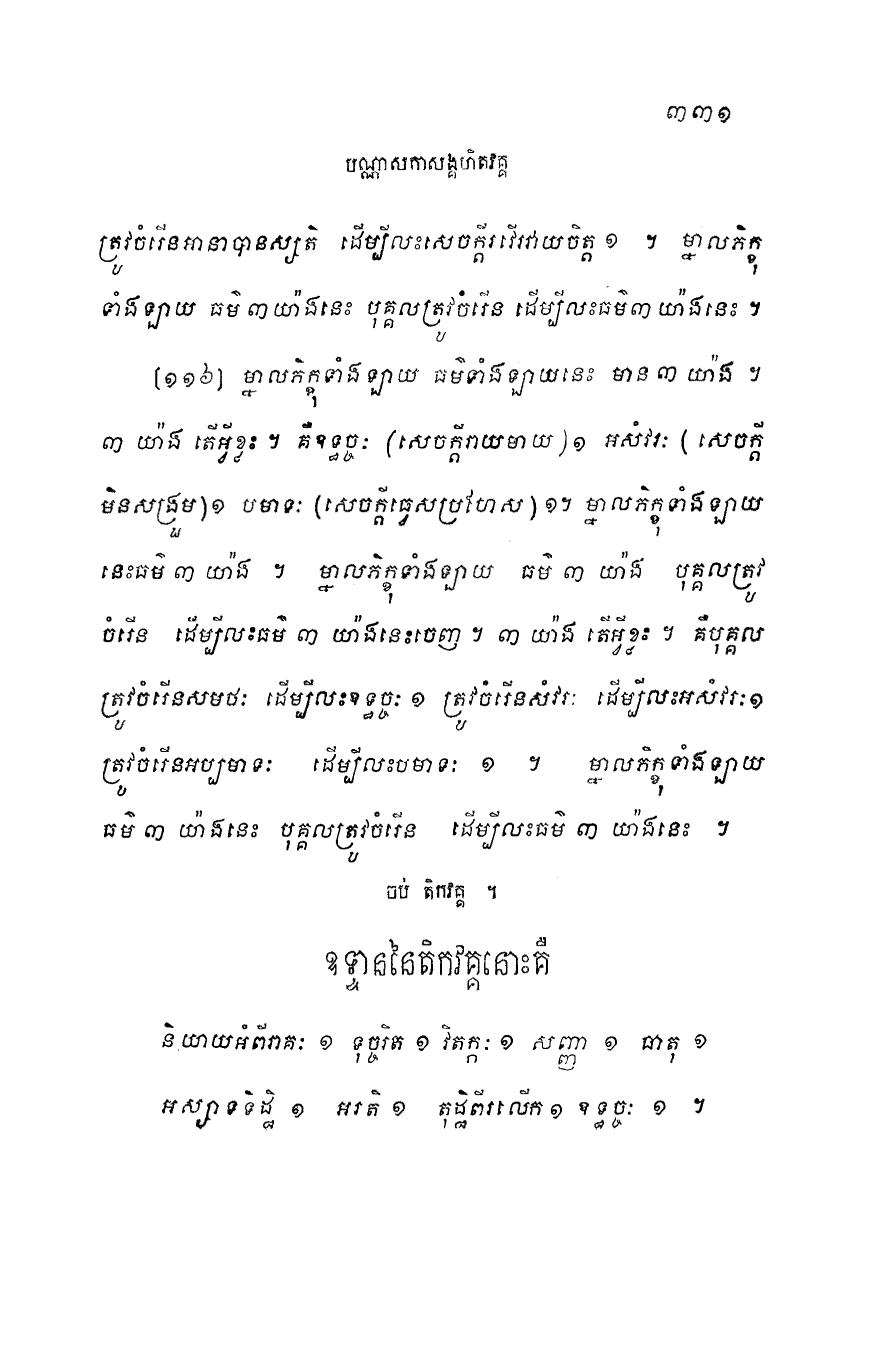 ៣៣១
បណ្ណាសកាសង្គហិតវគ្គ
ត្រូវចំរើនអានាបានស្សតិ ដើម្បីលះសេចក្តីរវើរវាយចិត្ត ១ ។ ម្នាលភិក្ខុ
ទាំងឡាយ ធម៌ ៣ យ៉ាងនេះ បុគ្គលត្រូវចំរើន ដើម្បីលះធម៌៣ យ៉ាងនេះ ។
[១១៦] ម្នាលភិក្ខុទាំងឡាយ ធម៌ទាំងឡាយនេះ មាន ៣ យ៉ាង ។
៣ យ៉ាង តើអ្វីខ្លះ ។ គឺឧទ្ធច្ចៈ (សេចក្តីរាយមាយ) ១ អសំវរៈ ( សេចក្តី
មិនសង្រួម) ១ បមាទៈ (សេចក្តីធ្វេសប្រហែស) ១។ ម្នាលភិក្ខុទាំងឡាយ
នេះធម៌ ៣ យ៉ាង ។ ម្នាលភិក្ខុទាំងឡាយ ធម៌ ៣ យ៉ាង បុគ្គលត្រូវ
ចំរើន ដើម្បីលះធម៌ ៣ យ៉ាងនេះចេញ ។ ៣ យ៉ាង តើអ្វីខ្លះ ។ គឺបុគ្គល
ត្រូវចំរើនសមថៈ ដើម្បីលះឧទ្ធច្ចៈ ១ ត្រូវចំរើនសំវរៈ ដើម្បីលះអសំវរៈ ១
ត្រូវចំរើនអប្បមាទៈ ដើម្បីលះបមាទៈ ១ ។ ម្នាលភិក្ខុទាំងឡាយ
ធម៌ ៣ យ៉ាងនេះ បុគ្គលត្រូវចំរើន ដើម្បីលះធម៌ ៣ យ៉ាងនេះ ។
ចប់ តិកវគ្គ ។
ឧទ្ទាននៃតិកវគ្គនោះគឺ
និយាយអំពីរាគៈ ១ ទុច្ចរិត ១ វិតក្កៈ ១ សញ្ញា ១ ធាតុ ១
អស្សាទទិដ្ឋិ ១ អរតិ ១ តុដ្ឋិពីរលើក ១ ឧទ្ធច្ចៈ ១ ។